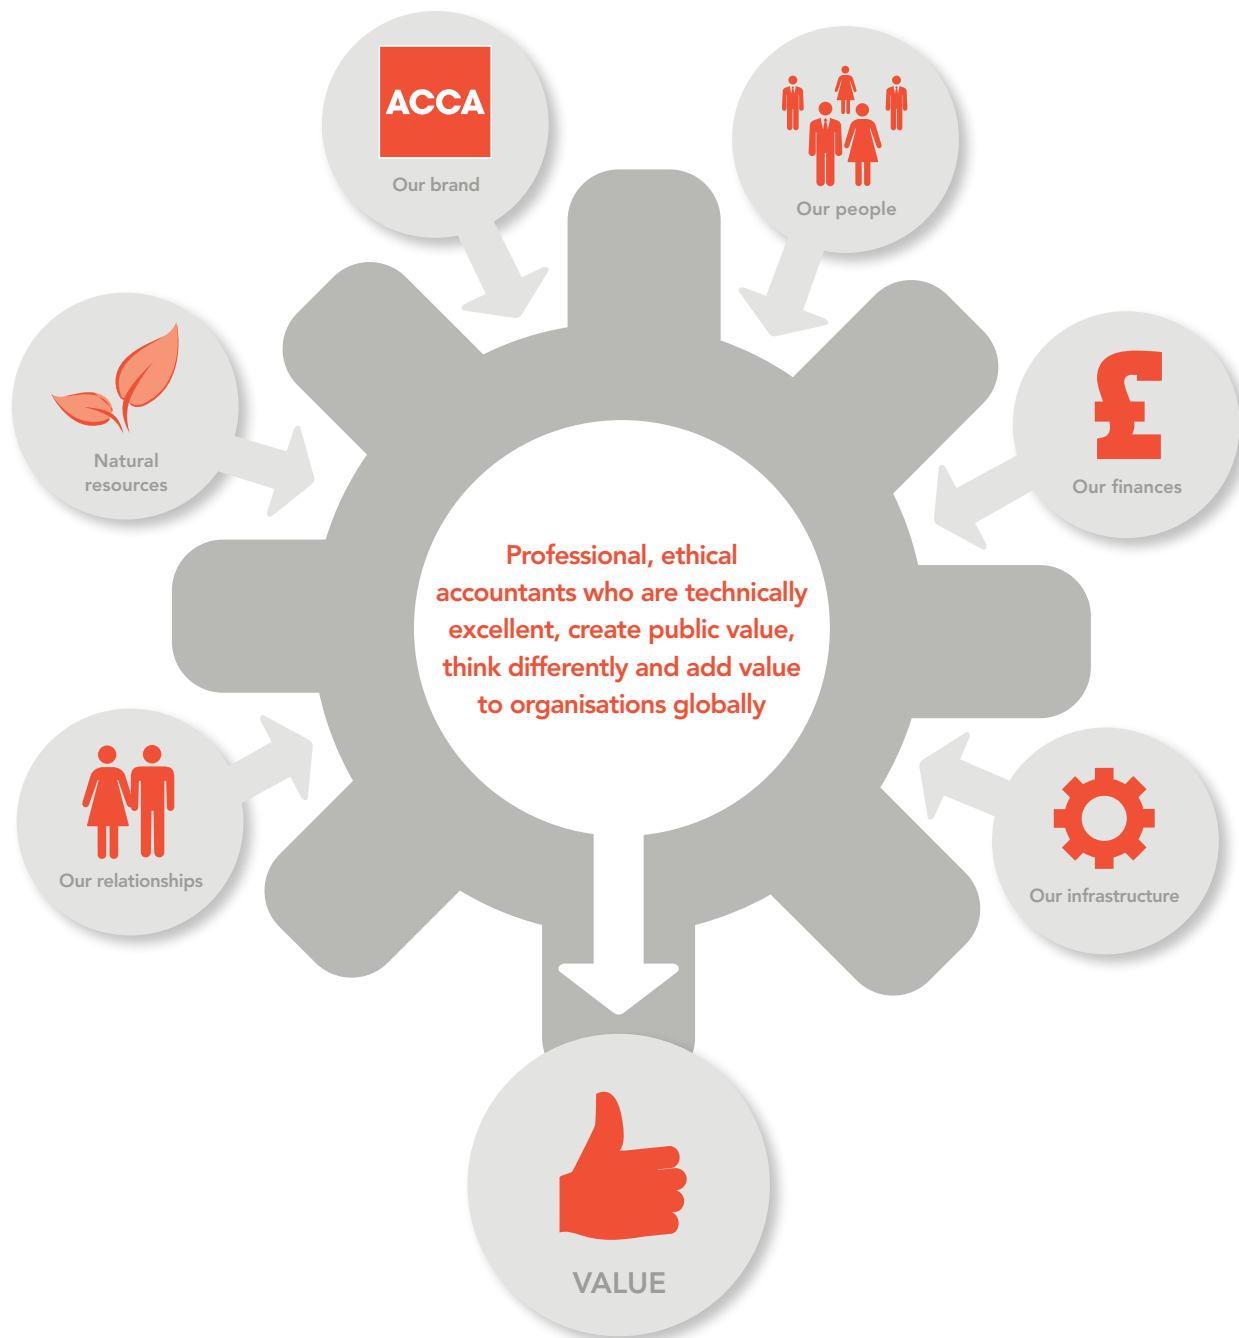 ACCA
Our brand
Our people
Natural
resources
£
Our finances
Professional, ethical
accountants who are technically
excellent, create public value,
think differently and add value
to organisations globally
Our relationships
Our infrastructure
VALUE